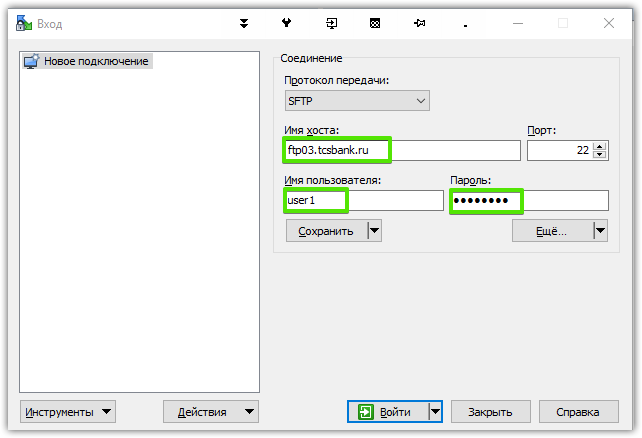 Вход
Новое подключение
Соединение
Протокол передачи:
SFTP
Имя хоста:
Порт:
ftp03.tcsbank.ru
22
Имя пользователя:
Пароль:
user1
••••••••
Сохранить
Ещё...
Инструменты
Действия
Войти
Закрыть
Справка